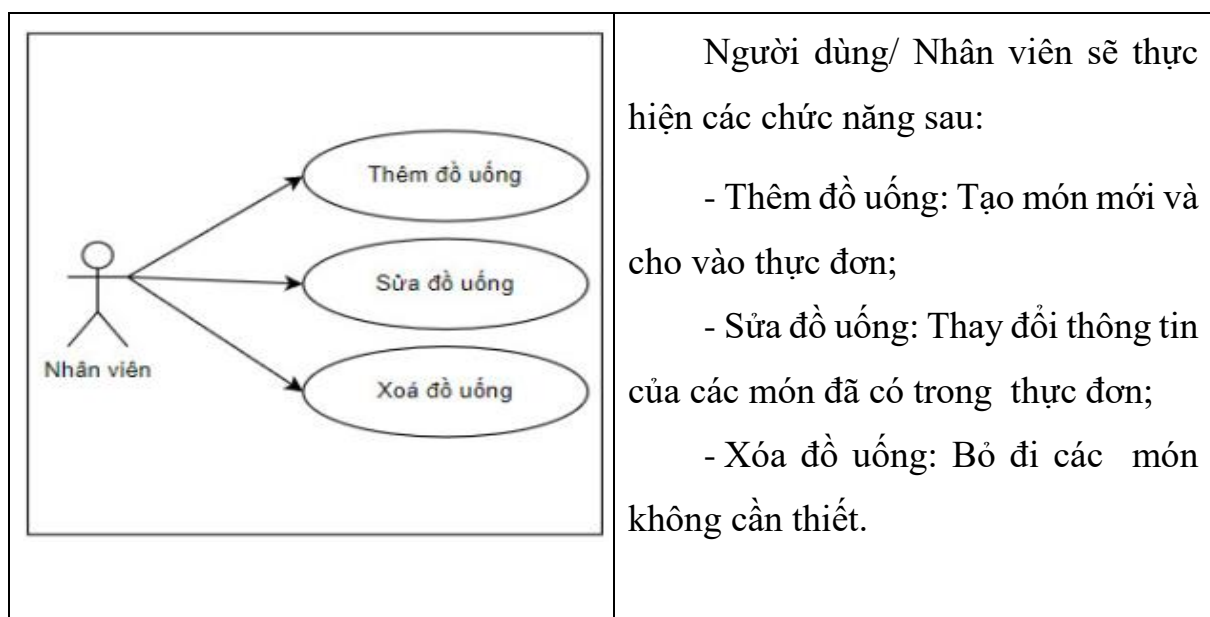 Thêm đồ uống
Sửa đồ uống
Nhân viên
Xoá đồ uống
Người dùng/ Nhân viên sẽ thực
hiện các chức năng sau:
- Thêm đồ uống: Tạo món mới và
cho vào thực đơn;
- Sửa đồ uống: Thay đổi thông tin
của các món đã có trong thực đơn;
- Xóa đồ uống: Bỏ đi các món
không cần thiết.